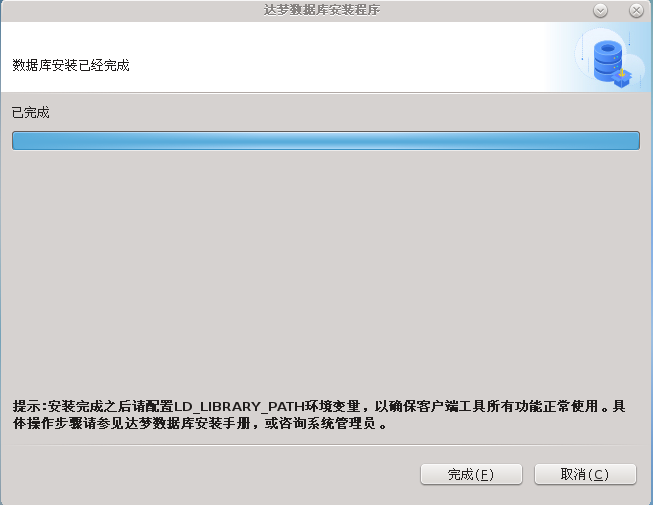 达梦数据库安装程序
数据库安装已经完成
已完成
提示:安装完成之后请配置LD_LIBRARY_PATH环境变量，以确保客户端工具所有功能正常使用。具
体操作步骤请参见达梦数据库安装手册，或咨询系统管理员。
完成(F) 取消(C)